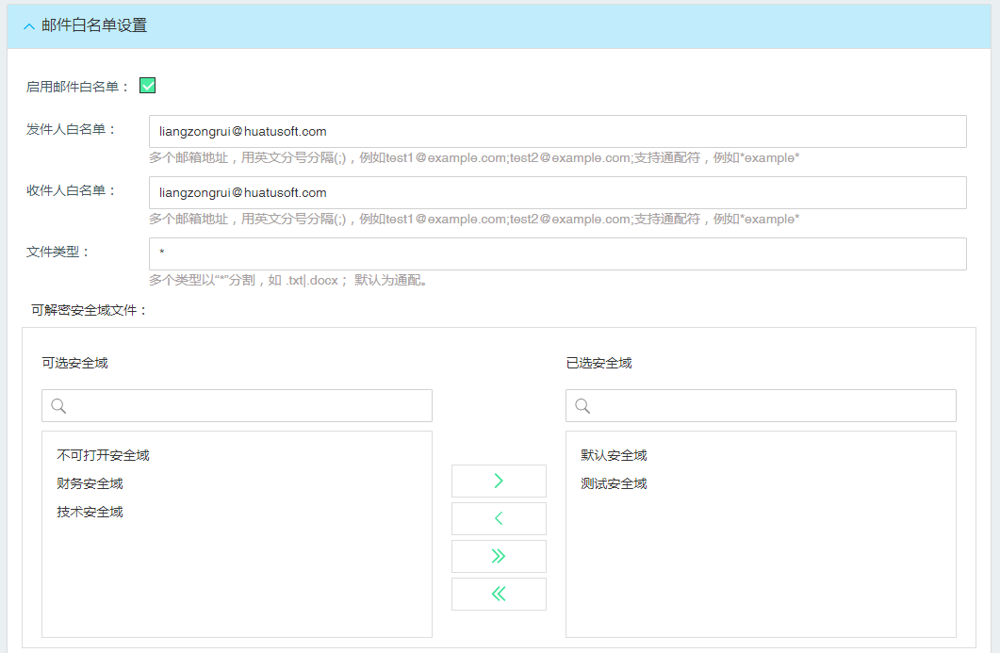 邮件白名单设置
启用邮件白名单：
发件人白名单：
liangzongrui@huatusoft.com
多个邮箱地址，用英文分号分隔(;)，例如test1@example.com;test2@example.com;支持通配符，例如*example*
收件人白名单：
liangzongrui@huatusoft.com
多个邮箱地址，用英文分号分隔(;)，例如test1@example.com;test2@example.com;支持通配符，例如*example*
文件类型：
*
多个类型以“*”分割，如 .txt|.docx； 默认为通配。
可解密安全域文件：
可选安全域
已选安全域
不可打开安全域
财务安全域
技术安全域
默认安全域
测试安全域